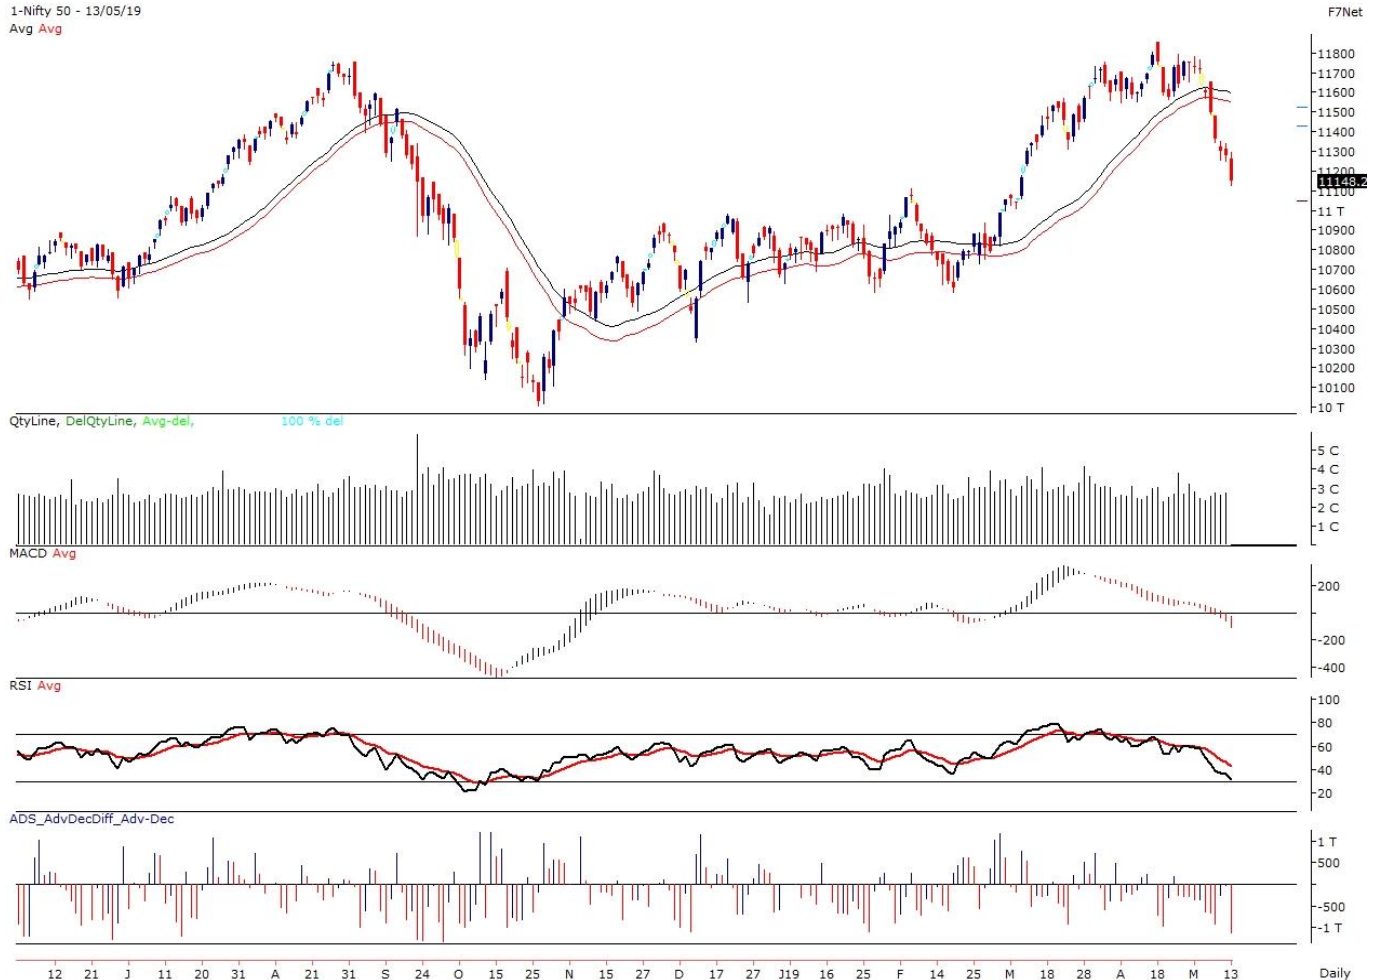 1-Nifty 50 - 13/05/19 F7Net
Avg Avg
11800
11700
11600
11500
11400
11300
11148.2
11100
11 T
10900
10800
10700
10600
10500
10400
10300
10200
10100
10 T
QtyLine, DelQtyLine, Avg-del, 100 % del
5 C
4 C
3 C
2 C
1 C
MACD Avg
200
-200
-400
RSI Avg
100
80
60
40
20
ADS_AdvDecDiff_Adv-Dec
1 T
500
-500
-1 T
12 21 J 11 20 31 A 21 31 S 24 O 15 25 N 15 27 D 17 27 J19 16 25 F 14 25 M 18 28 A 18 M 13 Daily